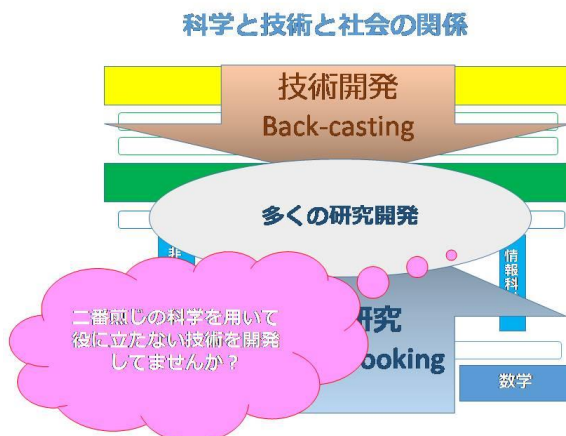 科学と技術と社会の関係
技術開発
Back-casting
多くの研究開発
非
情報科
二番煎じの科学を用いて
役に立たない技術を開発
してませんか？
研究
ooking
数学